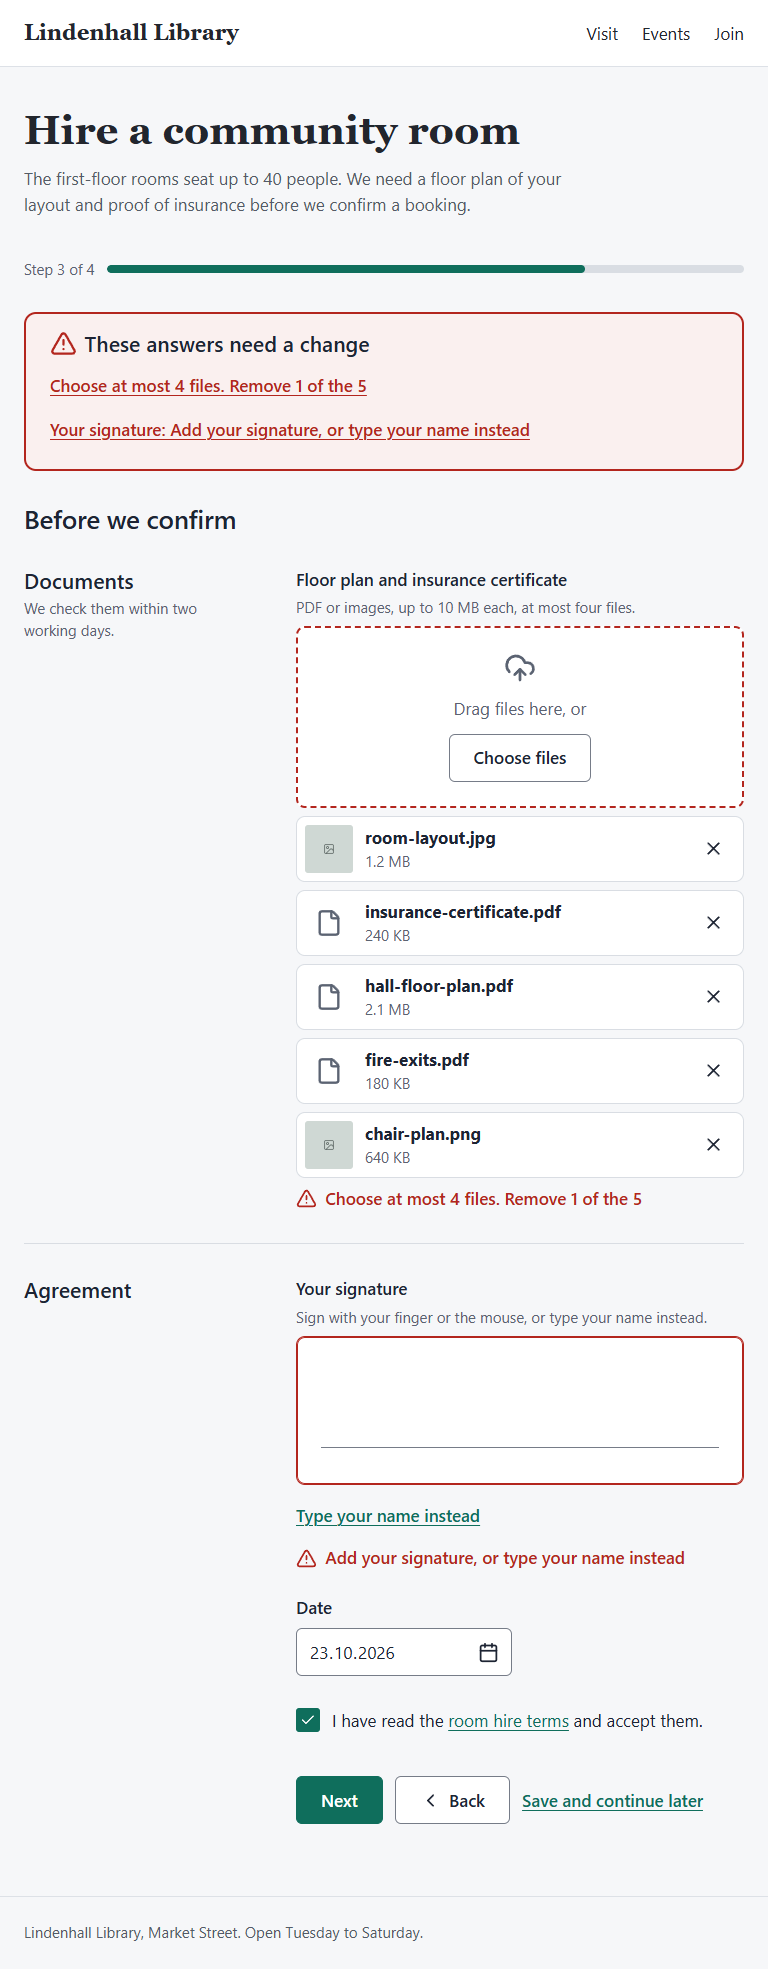 Lindenhall Library
Visit Events Join
Hire a community room
The first-floor rooms seat up to 40 people. We need a floor plan of your
layout and proof of insurance before we confirm a booking.
Step 3 of 4
These answers need a change
Choose at most 4 files. Remove 1 of the 5
Your signature: Add your signature, or type your name instead
Before we confirm
Documents
We check them within two
working days.
Floor plan and insurance certificate
PDF or images, up to 10 MB each, at most four files.
Drag files here, or
Choose files
room-layout.jpg
1.2 MB
insurance-certificate.pdf
240 KB
hall-floor-plan.pdf
2.1 MB
fire-exits.pdf
180 KB
chair-plan.png
640 KB
Choose at most 4 files. Remove 1 of the 5
Agreement
Your signature
Sign with your finger or the mouse, or type your name instead.
Type your name instead
Add your signature, or type your name instead
Date
23.10.2026
I have read the room hire terms and accept them.
Next Back Save and continue later
Lindenhall Library, Market Street. Open Tuesday to Saturday.